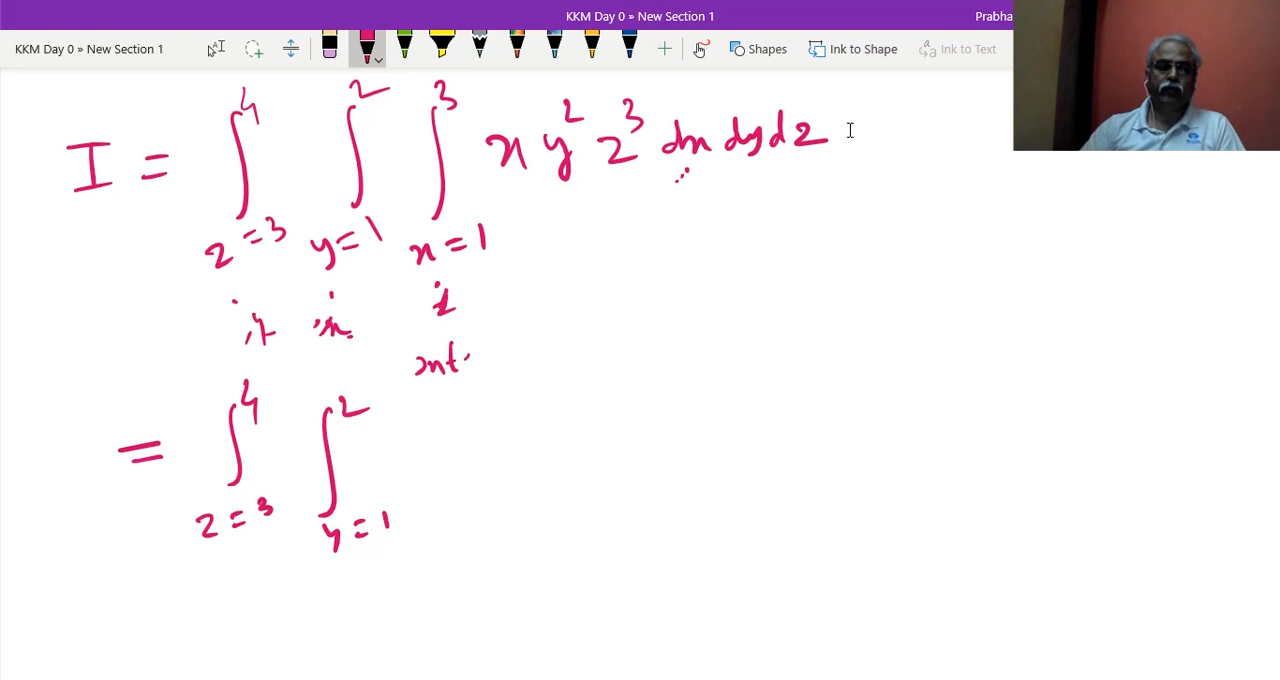 KKM Day 0 » New Section 1
Prabha
KKM Day 0 » New Section 1
Shapes
Ink to Shape
Ink to Text
I = ∫_{z=3}^{4} ∫_{y=1}^{2} ∫_{x=1}^{3} x y² z³ dx dy dz
int.
= ∫_{z=3}^{4} ∫_{y=1}^{2}